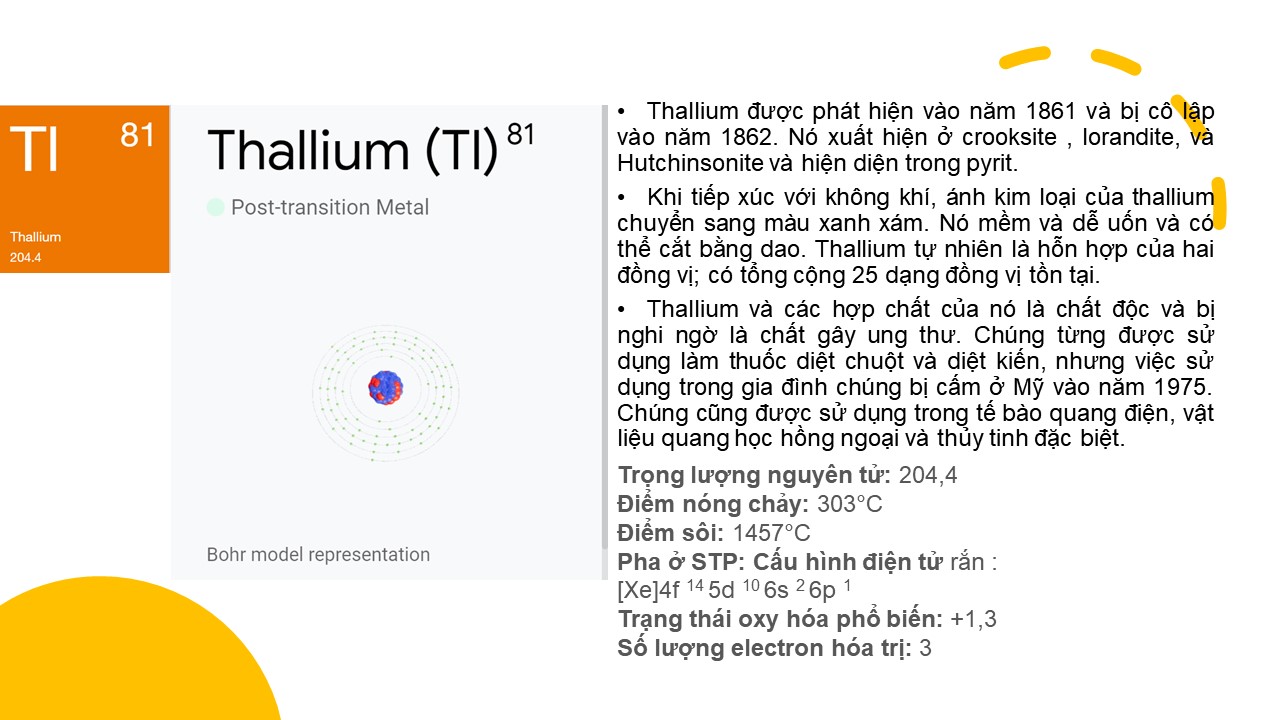 Tl 81
Thallium
204.4
Thallium (Tl) 81
Post-transition Metal
Bohr model representation
• Thallium được phát hiện vào năm 1861 và bị cô lập
vào năm 1862. Nó xuất hiện ở crooksite , lorandite, và
Hutchinsonite và hiện diện trong pyrit.
• Khi tiếp xúc với không khí, ánh kim loại của thallium
chuyển sang màu xanh xám. Nó mềm và dễ uốn và có
thể cắt bằng dao. Thallium tự nhiên là hỗn hợp của hai
đồng vị; có tổng cộng 25 dạng đồng vị tồn tại.
• Thallium và các hợp chất của nó là chất độc và bị
nghi ngờ là chất gây ung thư. Chúng từng được sử
dụng làm thuốc diệt chuột và diệt kiến, nhưng việc sử
dụng trong gia đình chúng bị cấm ở Mỹ vào năm 1975.
Chúng cũng được sử dụng trong tế bào quang điện, vật
liệu quang học hồng ngoại và thủy tinh đặc biệt.
Trọng lượng nguyên tử: 204,4
Điểm nóng chảy: 303°C
Điểm sôi: 1457°C
Pha ở STP: Cấu hình điện tử rắn :
[Xe]4f 14 5d 10 6s 2 6p 1
Trạng thái oxy hóa phổ biến: +1,3
Số lượng electron hóa trị: 3